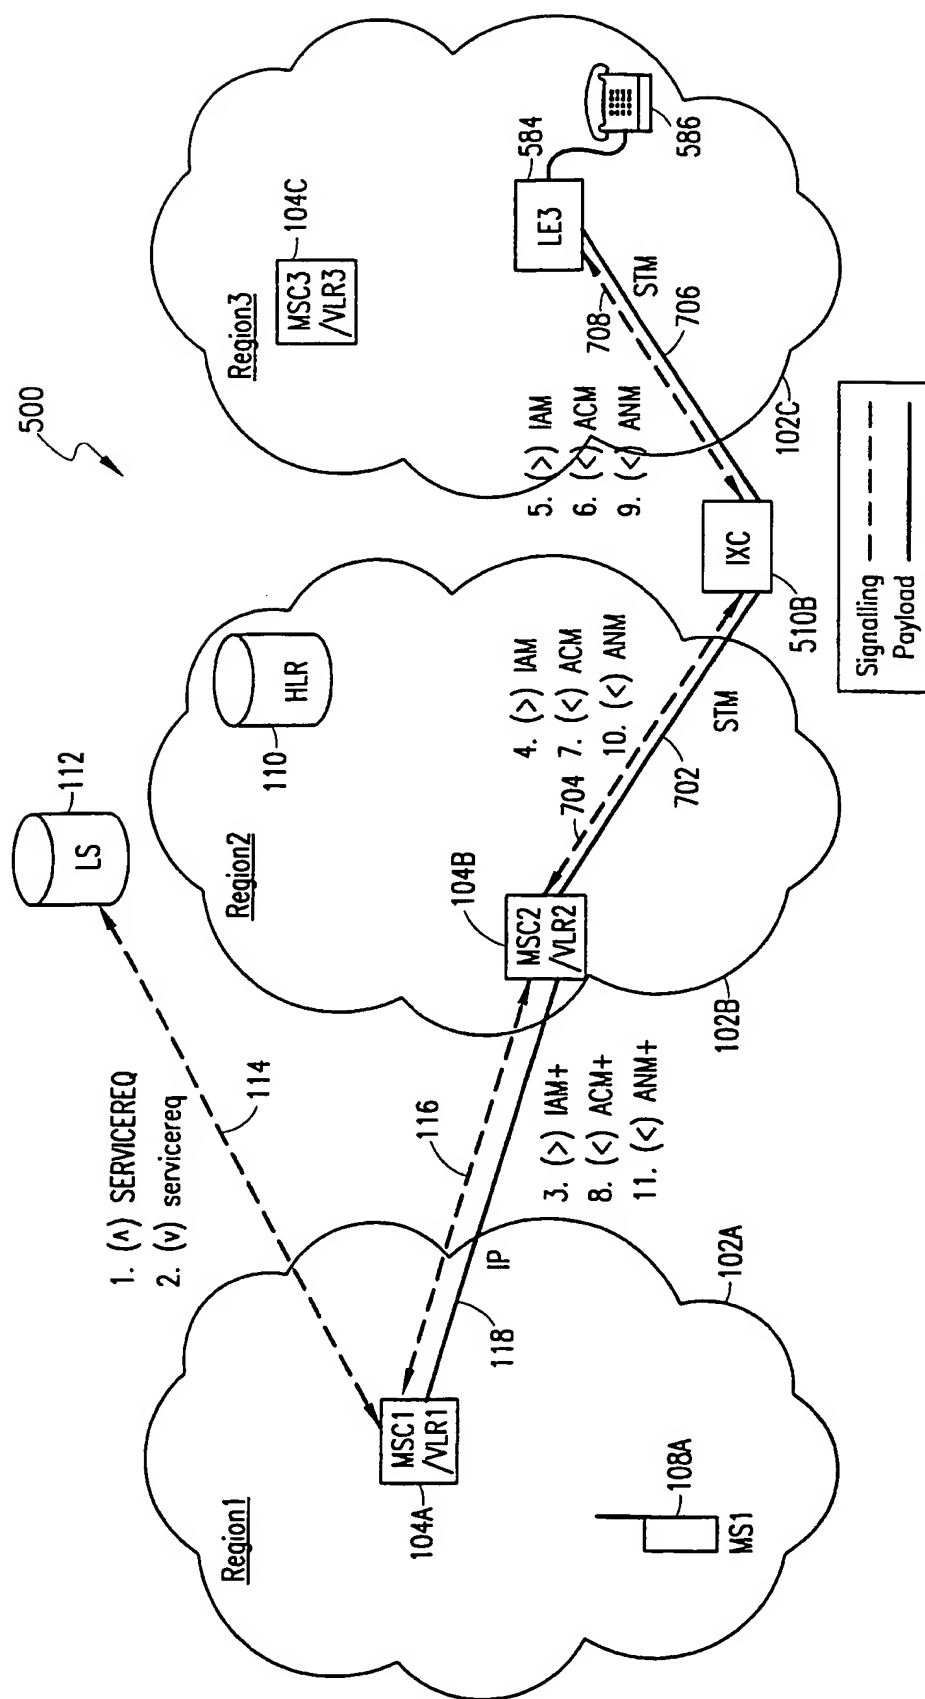 500
Region1
MSC1
/VLR1
104A
MS1
108A
102A
1. (∧) SERVICEREQ
2. (∨) servicereq
114
LS
112
116
IP
118
3. (>) IAM+
8. (<) ACM+
11. (<) ANM+
Region2
HLR
110
MSC2
/VLR2
104B
102B
4. (>) IAM
7. (<) ACM
10. (<) ANM
704
702
STM
IXC
510B
Region3
MSC3
/VLR3
104C
5. (>) IAM
6. (<) ACM
9. (<) ANM
708
STM
706
LE3
584
586
102C
Signalling
Payload